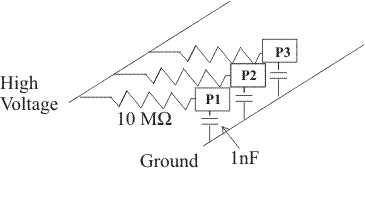 P3
P2
High
Voltage
P1
10 MΩ
Ground
1nF